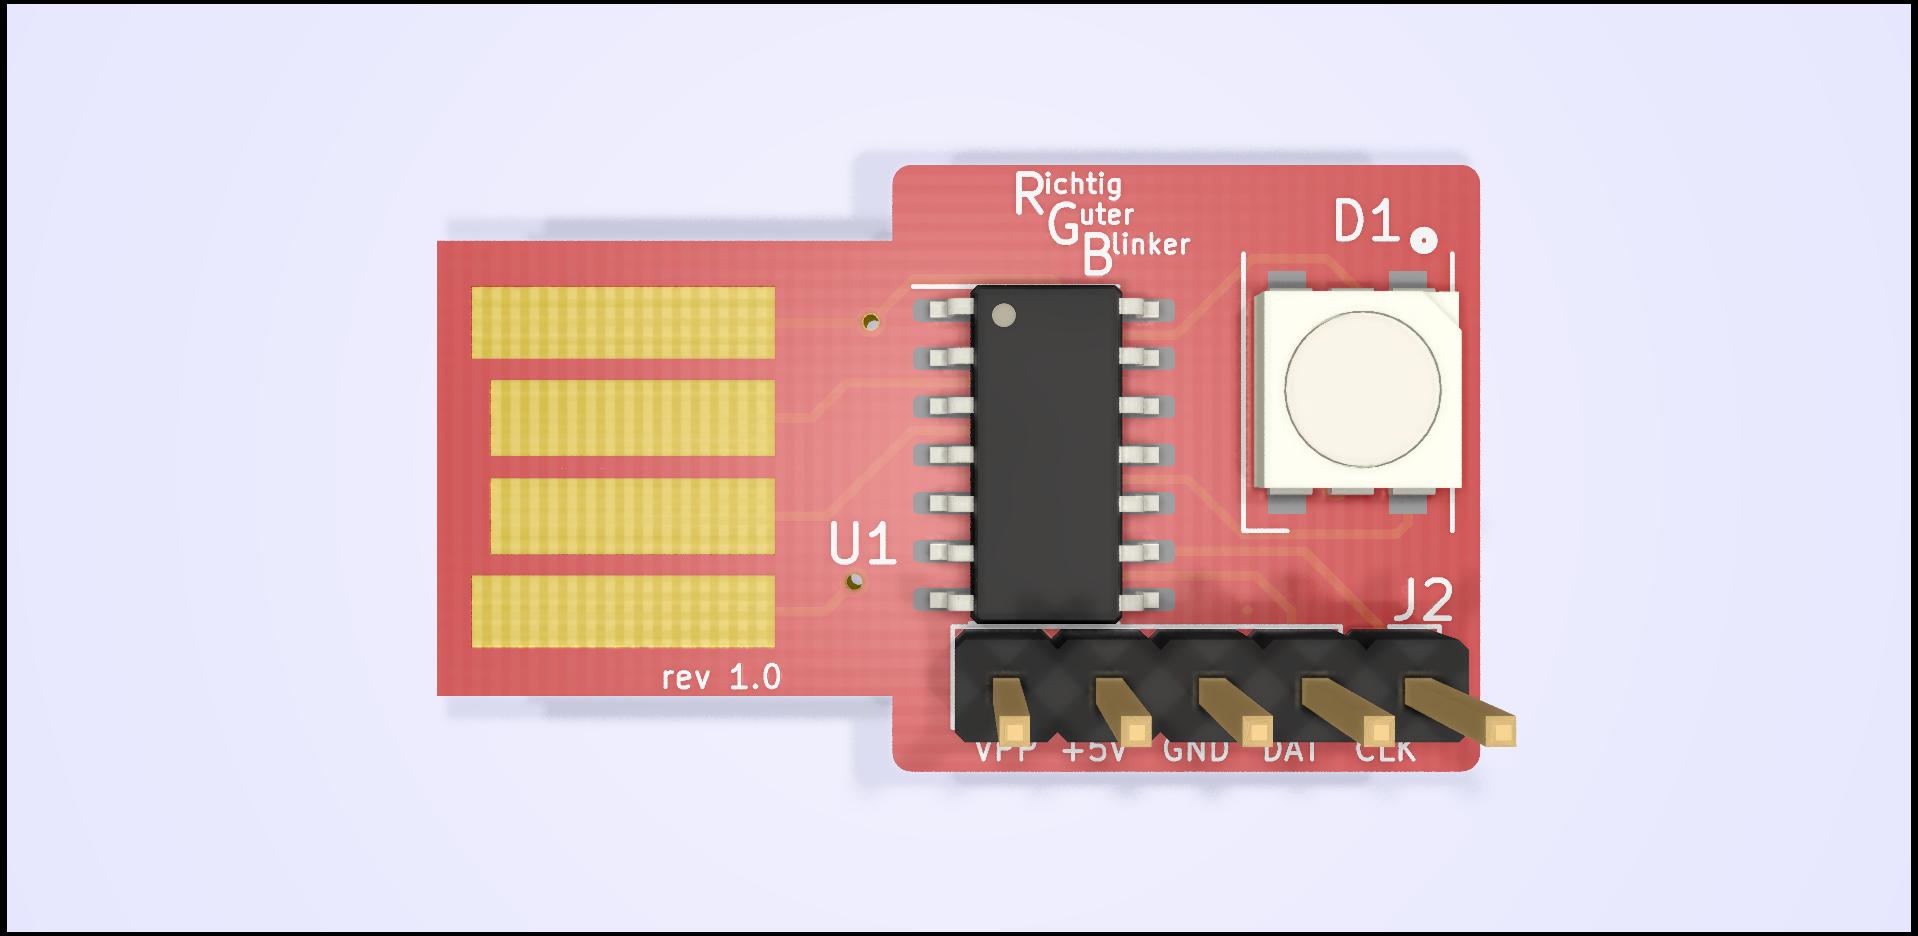 Richtig
Guter
Blinker
D1
U1
J2
rev 1.0
VPP +5V GND DAT CLK